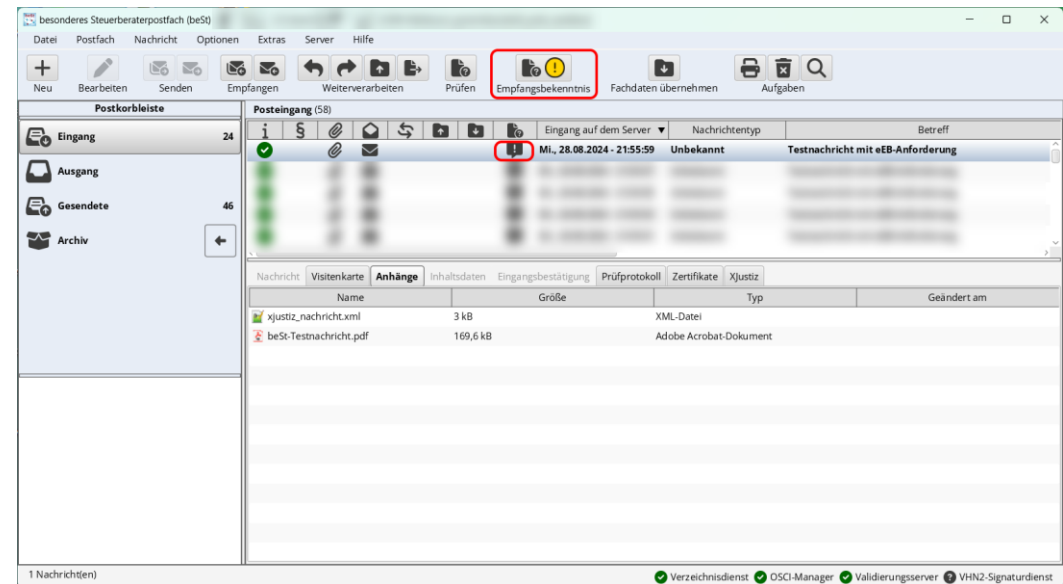 besonderes Steuerberaterpostfach (beSt)
Datei Postfach Nachricht Optionen Extras Server Hilfe
Neu Bearbeiten Senden Empfangen Weiterverarbeiten Prüfen Empfangsbekenntnis Fachdaten übernehmen Aufgaben
Postkorbleiste
Posteingang (58)
Eingang 24
Ausgang
Gesendete 46
Archiv
i § Eingang auf dem Server ▼ Nachrichtentyp Betreff
Mi., 28.08.2024 - 21:55:59 Unbekannt Testnachricht mit eEB-Anforderung
Nachricht Visitenkarte Anhänge Inhaltsdaten Eingangsbestätigung Prüfprotokoll Zertifikate XJustiz
Name Größe Typ Geändert am
xjustiz_nachricht.xml 3 kB XML-Datei
beSt-Testnachricht.pdf 169,6 kB Adobe Acrobat-Dokument
1 Nachricht(en)
Verzeichnisdienst OSCI-Manager Validierungsserver VHN2-Signaturdienst